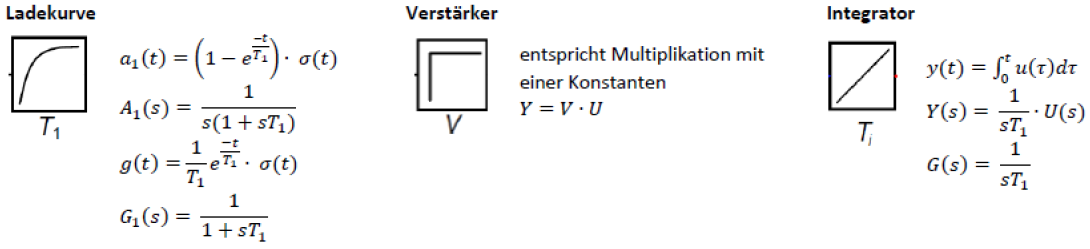 Ladekurve
T₁
a₁(t) = (1 − e^(−t/T₁)) · σ(t)
A₁(s) = 1/(s(1 + sT₁))
g(t) = 1/T₁ e^(−t/T₁) · σ(t)
G₁(s) = 1/(1 + sT₁)
Verstärker
V
entspricht Multiplikation mit
einer Konstanten
Y = V · U
Integrator
Tᵢ
y(t) = ∫₀ᵗ u(τ)dτ
Y(s) = 1/(sT₁) · U(s)
G(s) = 1/(sT₁)